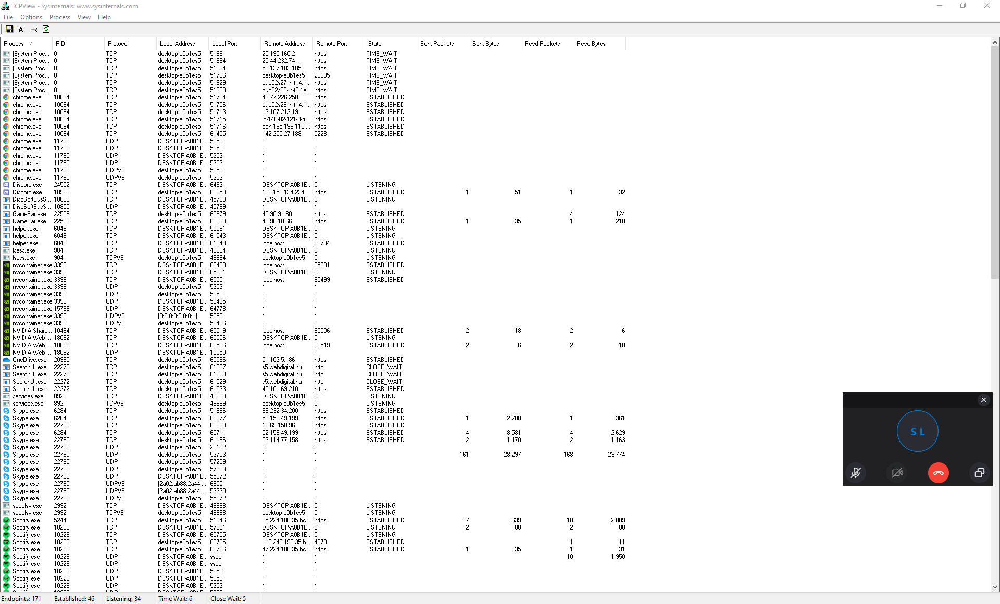 TCPView - Sysinternals: www.sysinternals.com
File Options Process View Help
A
Process / PID Protocol Local Address Local Port Remote Address Remote Port State Sent Packets Sent Bytes Rcvd Packets Rcvd Bytes
[System Proc... 0 TCP desktop-a0b1es5 51661 20.190.160.2 https TIME_WAIT
[System Proc... 0 TCP desktop-a0b1es5 51684 20.44.232.74 https TIME_WAIT
[System Proc... 0 TCP desktop-a0b1es5 51694 52.137.102.105 https TIME_WAIT
[System Proc... 0 TCP desktop-a0b1es5 51736 desktop-a0b1es5 20035 TIME_WAIT
[System Proc... 0 TCP desktop-a0b1es5 51629 bud02s27-in-f14.1... https TIME_WAIT
[System Proc... 0 TCP desktop-a0b1es5 51630 bud02s26-in-f3.1e... https TIME_WAIT
chrome.exe 10084 TCP desktop-a0b1es5 51704 40.77.226.250 https ESTABLISHED
chrome.exe 10084 TCP desktop-a0b1es5 51706 bud02s28-in-f14.1... https ESTABLISHED
chrome.exe 10084 TCP desktop-a0b1es5 51713 13.107.213.19 https ESTABLISHED
chrome.exe 10084 TCP desktop-a0b1es5 51715 lb-140-82-121-3-fr... https ESTABLISHED
chrome.exe 10084 TCP desktop-a0b1es5 51716 cdn-185-199-110-... https ESTABLISHED
chrome.exe 10084 TCP desktop-a0b1es5 61405 142.250.27.188 5228 ESTABLISHED
chrome.exe 11760 UDP DESKTOP-A0B1E... 5353 * *
chrome.exe 11760 UDP DESKTOP-A0B1E... 5353 * *
chrome.exe 11760 UDP DESKTOP-A0B1E... 5353 * *
chrome.exe 11760 UDP DESKTOP-A0B1E... 5353 * *
chrome.exe 11760 UDPV6 desktop-a0b1es5 5353 * *
chrome.exe 11760 UDPV6 desktop-a0b1es5 5353 * *
Discord.exe 24552 TCP DESKTOP-A0B1E... 6463 DESKTOP-A0B1E... 0 LISTENING
Discord.exe 10936 TCP desktop-a0b1es5 60653 162.159.134.234 https ESTABLISHED 1 51 1 32
DiscSoftBusS... 10800 TCP DESKTOP-A0B1E... 45769 DESKTOP-A0B1E... 0 LISTENING
DiscSoftBusS... 10800 UDP DESKTOP-A0B1E... 45769 * *
GameBar.exe 22508 TCP desktop-a0b1es5 60879 40.90.9.180 https ESTABLISHED 4 124
GameBar.exe 22508 TCP desktop-a0b1es5 60880 40.90.10.66 https ESTABLISHED 1 35 1 218
helper.exe 6048 TCP DESKTOP-A0B1E... 55091 DESKTOP-A0B1E... 0 LISTENING
helper.exe 6048 TCP DESKTOP-A0B1E... 61043 DESKTOP-A0B1E... 0 LISTENING
helper.exe 6048 TCP DESKTOP-A0B1E... 61048 localhost 23784 ESTABLISHED
lsass.exe 904 TCP DESKTOP-A0B1E... 49664 DESKTOP-A0B1E... 0 LISTENING
lsass.exe 904 TCPV6 desktop-a0b1es5 49664 desktop-a0b1es5 0 LISTENING
nvcontainer.exe 3396 TCP DESKTOP-A0B1E... 60499 localhost 65001 ESTABLISHED
nvcontainer.exe 3396 TCP DESKTOP-A0B1E... 65001 DESKTOP-A0B1E... 0 LISTENING
nvcontainer.exe 3396 TCP DESKTOP-A0B1E... 65001 localhost 60499 ESTABLISHED
nvcontainer.exe 3396 UDP desktop-a0b1es5 5353 * *
nvcontainer.exe 3396 UDP desktop-a0b1es5 5353 * *
nvcontainer.exe 3396 UDP DESKTOP-A0B1E... 50405 * *
nvcontainer.exe 15796 UDP DESKTOP-A0B1E... 64778 * *
nvcontainer.exe 3396 UDPV6 [0:0:0:0:0:0:0:1] 5353 * *
nvcontainer.exe 3396 UDPV6 desktop-a0b1es5 50406 * *
NVIDIA Share... 10464 TCP DESKTOP-A0B1E... 60519 localhost 60506 ESTABLISHED 2 18 2 6
NVIDIA Web ... 18092 TCP DESKTOP-A0B1E... 60506 DESKTOP-A0B1E... 0 LISTENING
NVIDIA Web ... 18092 TCP DESKTOP-A0B1E... 60506 localhost 60519 ESTABLISHED 2 6 2 18
NVIDIA Web ... 18092 UDP DESKTOP-A0B1E... 10050 * *
OneDrive.exe 20960 TCP desktop-a0b1es5 60586 51.103.5.186 https ESTABLISHED
SearchUI.exe 22272 TCP desktop-a0b1es5 61027 s5.webdigital.hu http CLOSE_WAIT
SearchUI.exe 22272 TCP desktop-a0b1es5 61028 s5.webdigital.hu http CLOSE_WAIT
SearchUI.exe 22272 TCP desktop-a0b1es5 61029 s5.webdigital.hu http CLOSE_WAIT
SearchUI.exe 22272 TCP desktop-a0b1es5 61033 40.101.69.210 https ESTABLISHED
services.exe 892 TCP DESKTOP-A0B1E... 49669 DESKTOP-A0B1E... 0 LISTENING
services.exe 892 TCPV6 desktop-a0b1es5 49669 desktop-a0b1es5 0 LISTENING
Skype.exe 6284 TCP desktop-a0b1es5 51696 68.232.34.200 https ESTABLISHED
Skype.exe 6284 TCP desktop-a0b1es5 60677 52.159.49.199 https ESTABLISHED 1 2 700 1 361
Skype.exe 22780 TCP desktop-a0b1es5 60698 13.69.158.96 https ESTABLISHED
Skype.exe 6284 TCP desktop-a0b1es5 60711 52.159.49.199 https ESTABLISHED 4 8 581 4 2 629
Skype.exe 22780 TCP desktop-a0b1es5 61186 52.114.77.158 https ESTABLISHED 2 1 170 2 1 163
Skype.exe 22780 UDP desktop-a0b1es5 28122 * *
Skype.exe 22780 UDP desktop-a0b1es5 53753 * * 161 28 297 168 23 774
Skype.exe 22780 UDP desktop-a0b1es5 57209 * *
Skype.exe 22780 UDP desktop-a0b1es5 57390 * *
Skype.exe 22780 UDP DESKTOP-A0B1E... 55672 * *
Skype.exe 22780 UDPV6 [2a02:ab88:2a44:... 6950 * *
Skype.exe 22780 UDPV6 [2a02:ab88:2a44:... 52220 * *
Skype.exe 22780 UDPV6 desktop-a0b1es5 55672 * *
spoolsv.exe 2992 TCP DESKTOP-A0B1E... 49668 DESKTOP-A0B1E... 0 LISTENING
spoolsv.exe 2992 TCPV6 desktop-a0b1es5 49668 desktop-a0b1es5 0 LISTENING
Spotify.exe 5244 TCP desktop-a0b1es5 51646 25.224.186.35.bc.... https ESTABLISHED 7 639 10 2 009
Spotify.exe 10228 TCP DESKTOP-A0B1E... 57621 DESKTOP-A0B1E... 0 LISTENING 2 88 2 88
Spotify.exe 10228 TCP DESKTOP-A0B1E... 60705 DESKTOP-A0B1E... 0 LISTENING
Spotify.exe 10228 TCP desktop-a0b1es5 60725 110.242.190.35.b... 4070 ESTABLISHED 1 11
Spotify.exe 10228 TCP desktop-a0b1es5 60766 47.224.186.35.bc.... https ESTABLISHED 1 35 1 31
Spotify.exe 10228 UDP DESKTOP-A0B1E... ssdp * * 10 1 950
Spotify.exe 10228 UDP DESKTOP-A0B1E... ssdp * *
Spotify.exe 10228 UDP DESKTOP-A0B1E... 5353 * *
Spotify.exe 10228 UDP DESKTOP-A0B1E... 5353 * *
Spotify.exe 10228 UDP DESKTOP-A0B1E... 5353 * *
S L
Endpoints: 171 Established: 46 Listening: 34 Time Wait: 6 Close Wait: 5